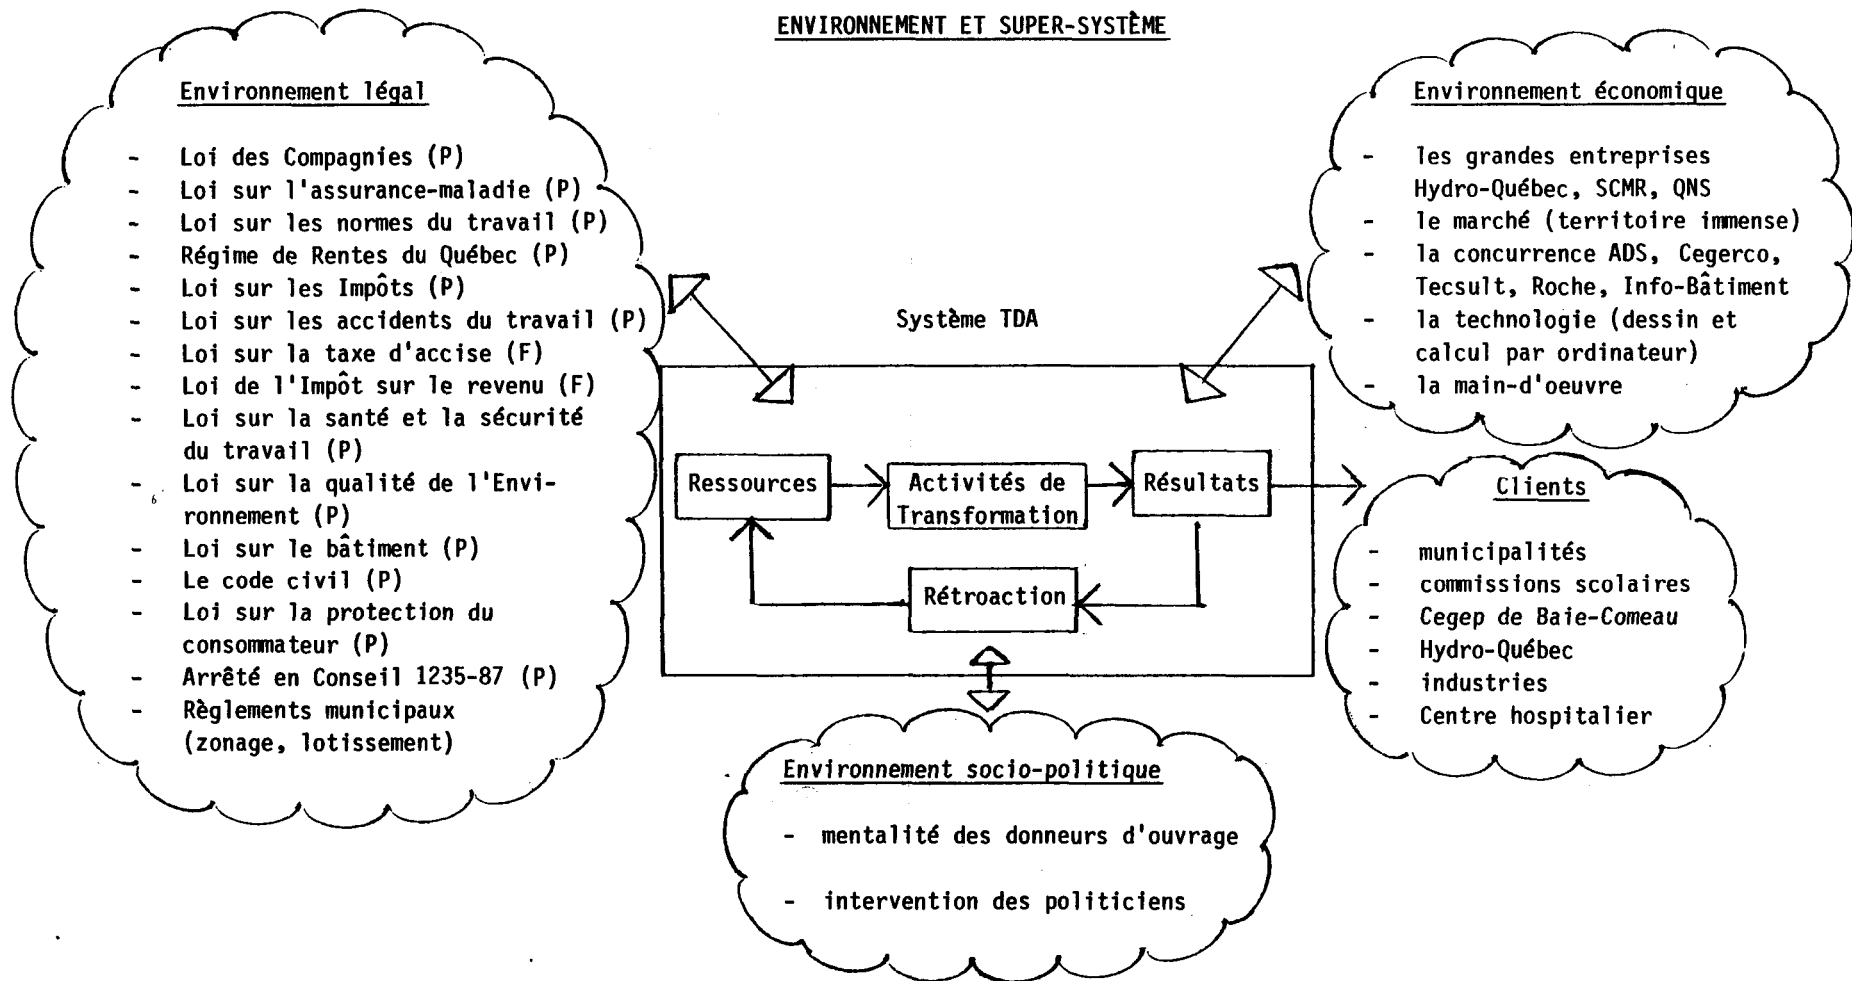 ENVIRONNEMENT ET SUPER-SYSTÈME
Environnement légal
- Loi des Compagnies (P)
- Loi sur l'assurance-maladie (P)
- Loi sur les normes du travail (P)
- Régime de Rentes du Québec (P)
- Loi sur les Impôts (P)
- Loi sur les accidents du travail (P)
- Loi sur la taxe d'accise (F)
- Loi de l'Impôt sur le revenu (F)
- Loi sur la santé et la sécurité
du travail (P)
- Loi sur la qualité de l'Envi-
ronnement (P)
- Loi sur le bâtiment (P)
- Le code civil (P)
- Loi sur la protection du
consommateur (P)
- Arrêté en Conseil 1235-87 (P)
- Règlements municipaux
(zonage, lotissement)
Système TDA
Ressources
Activités de
Transformation
Résultats
Rétroaction
Environnement économique
- les grandes entreprises
Hydro-Québec, SCMR, QNS
- le marché (territoire immense)
- la concurrence ADS, Cegerco,
Tecsult, Roche, Info-Bâtiment
- la technologie (dessin et
calcul par ordinateur)
- la main-d'oeuvre
Clients
- municipalités
- commissions scolaires
- Cegep de Baie-Comeau
- Hydro-Québec
- industries
- Centre hospitalier
Environnement socio-politique
- mentalité des donneurs d'ouvrage
- intervention des politiciens